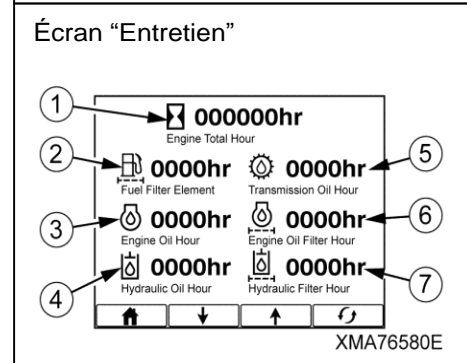 Écran “Entretien”
1 000000hr
Engine Total Hour
2 0000hr 0000hr 5
Fuel Filter Element Transmission Oil Hour
3 0000hr 0000hr 6
Engine Oil Hour Engine Oil Filter Hour
4 0000hr 0000hr 7
Hydraulic Oil Hour Hydraulic Filter Hour
XMA76580E